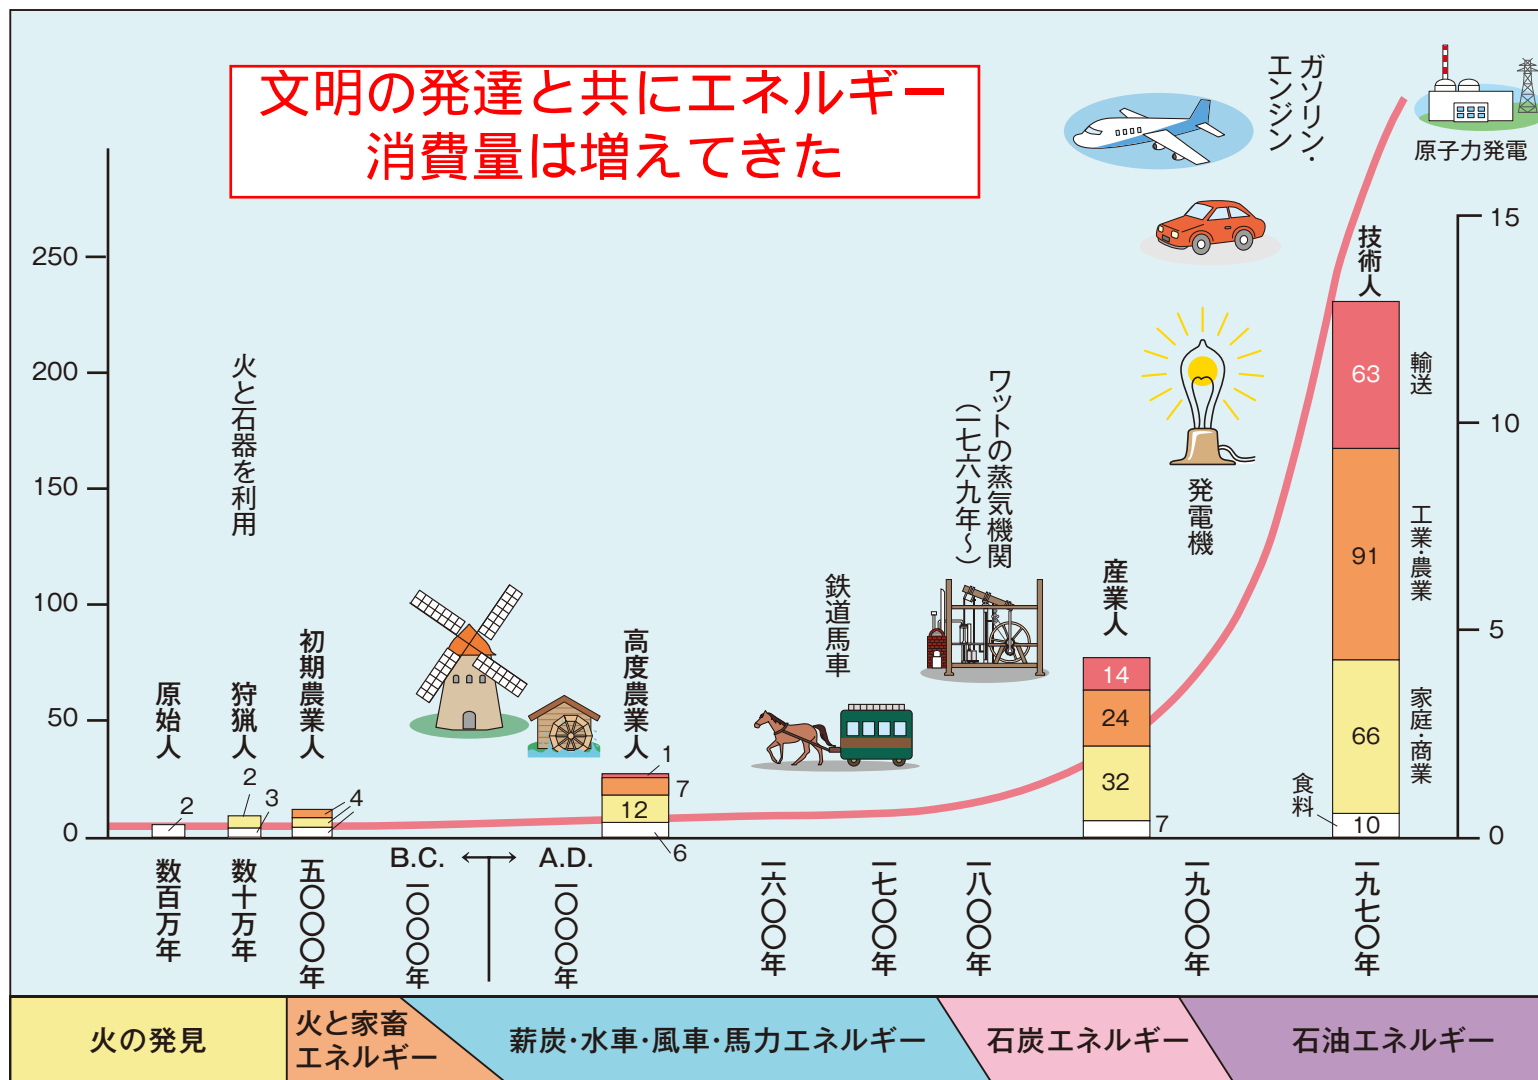 文明の発達と共にエネルギー
消費量は増えてきた
ガソリン・
エンジン
原子力発電
250
200
150
100
50
0
15
10
5
0
火と石器を利用
ワットの蒸気機関
（一七六九年〜）
鉄道馬車
発電機
原始人
2
狩猟人
2
3
初期農業人
4
高度農業人
1
7
12
6
産業人
14
24
32
7
技術人
63
輸送
91
工業・農業
66
家庭・商業
食料
10
数百万年
数十万年
五〇〇〇年
B.C.
一〇〇〇年
A.D.
一〇〇〇年
一六〇〇年
一七〇〇年
一八〇〇年
一九〇〇年
一九七〇年
火の発見
火と家畜
エネルギー
薪炭・水車・風車・馬力エネルギー
石炭エネルギー
石油エネルギー